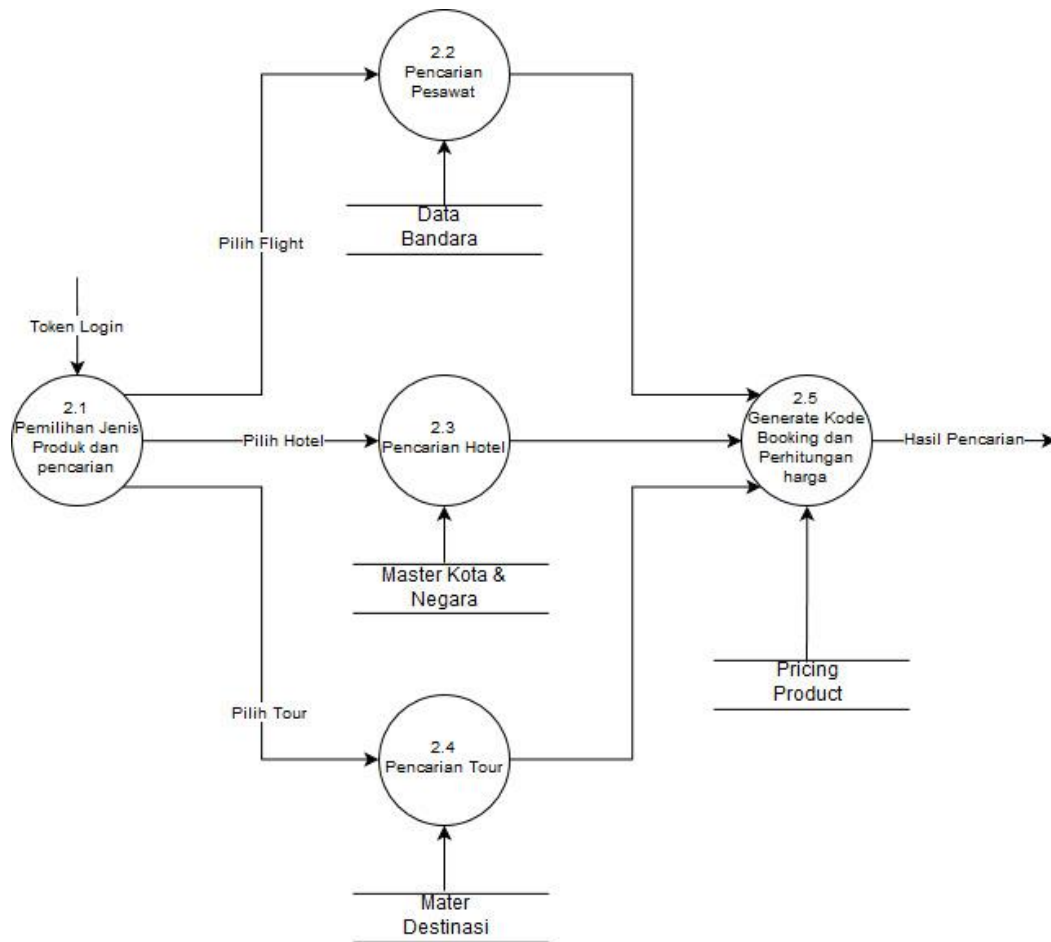 2.2
Pencarian
Pesawat
Data
Bandara
Pilih Flight
Token Login
2.1
Pemilihan Jenis
Produk dan
pencarian
Pilih Hotel
2.3
Pencarian Hotel
2.5
Generate Kode
Booking dan
Perhitungan
harga
Hasil Pencarian
Master Kota &
Negara
Pricing
Product
Pilih Tour
2.4
Pencarian Tour
Mater
Destinasi